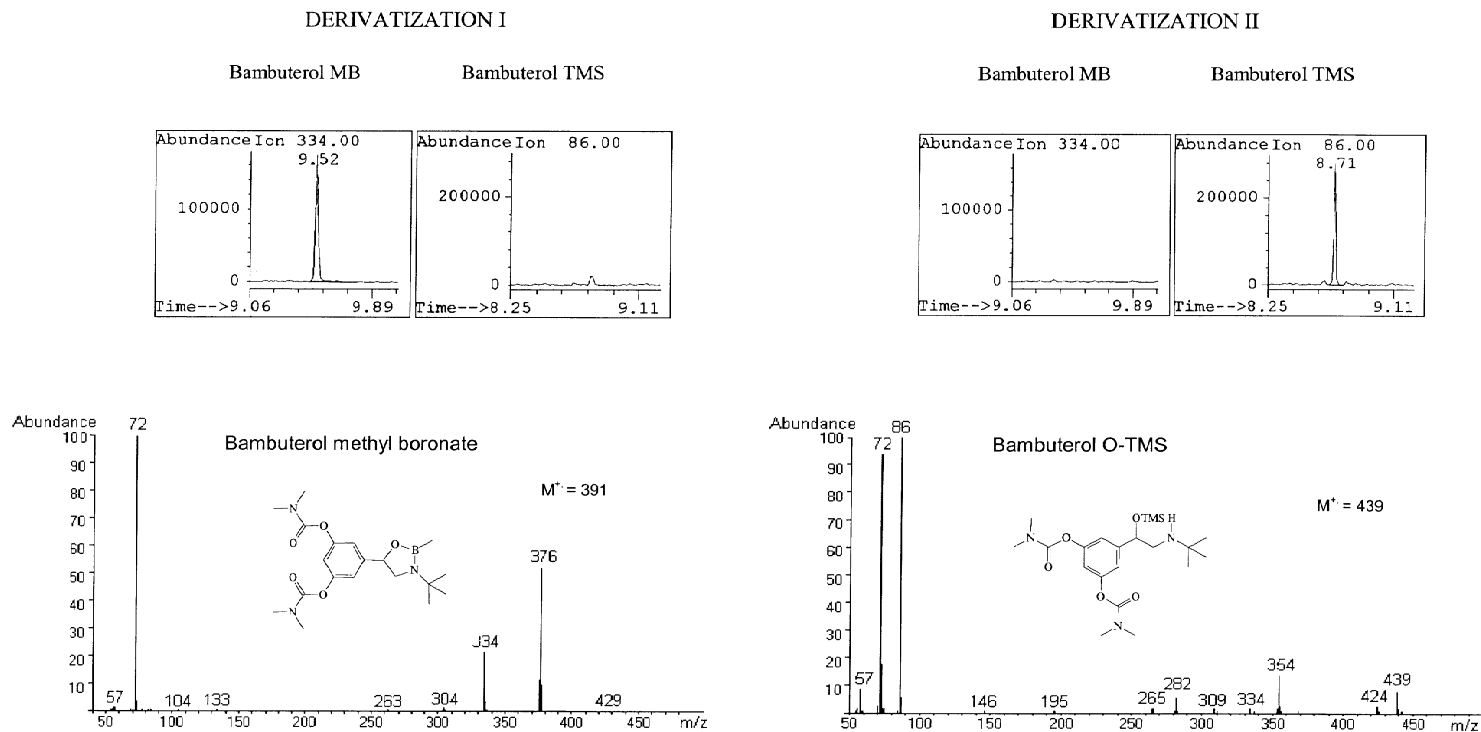 DERIVATIZATION I
Bambuterol MB
Bambuterol TMS
Abundance Ion 334.00
9.52
100000
0
Time-->9.06 9.89
Abundance Ion 86.00
200000
0
Time-->8.25 9.11
Abundance
72
100
90
80
70
60
50
40
30
20
10
Bambuterol methyl boronate
M+. = 391
N
O
O
O
B
N
O
O
N
376
J34
57
104
133
263
304
429
50 100 150 200 250 300 350 400 450 m/z
DERIVATIZATION II
Bambuterol MB
Bambuterol TMS
Abundance Ion 334.00
100000
0
Time-->9.06 9.89
Abundance Ion 86.00
8.71
200000
0
Time-->8.25 9.11
Abundance
86
72
100
90
80
70
60
50
40
30
20
10
Bambuterol O-TMS
M+. = 439
OTMS H
N
O
N
O
O
O
N
57
146
195
265
282
309
334
354
424
439
50 100 150 200 250 300 350 400 450 m/z